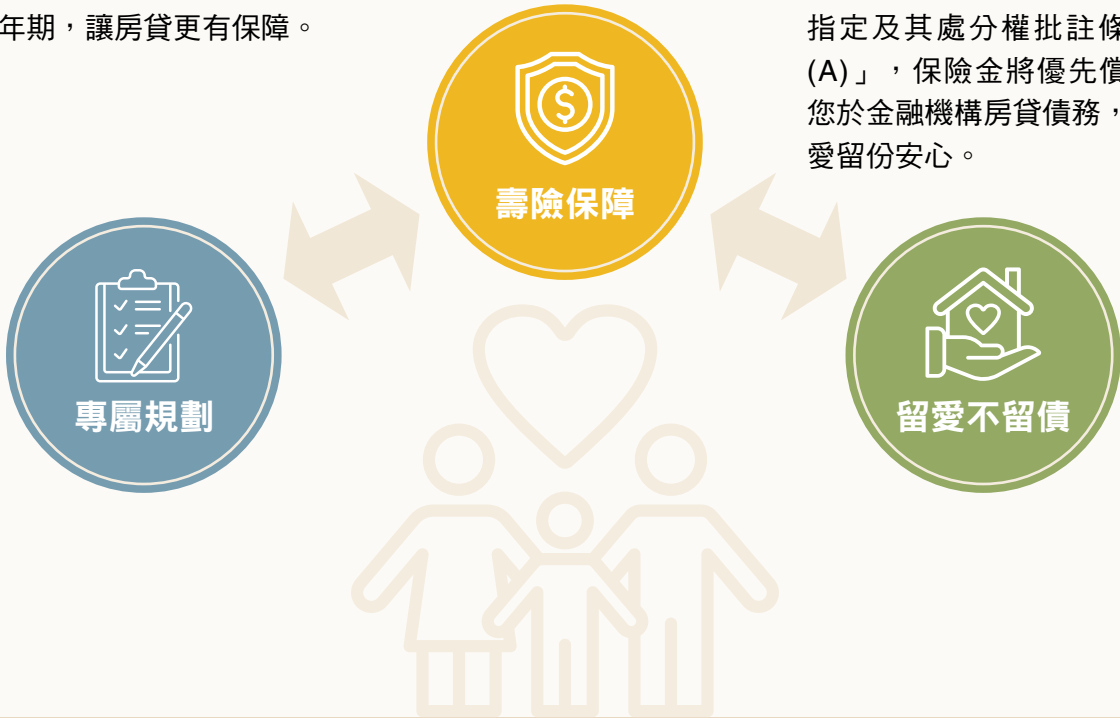 年期，讓房貸更有保障。
指定及其處分權批註條
(A)」，保險金將優先償
您於金融機構房貸債務，
愛留份安心。
壽險保障
專屬規劃
留愛不留債